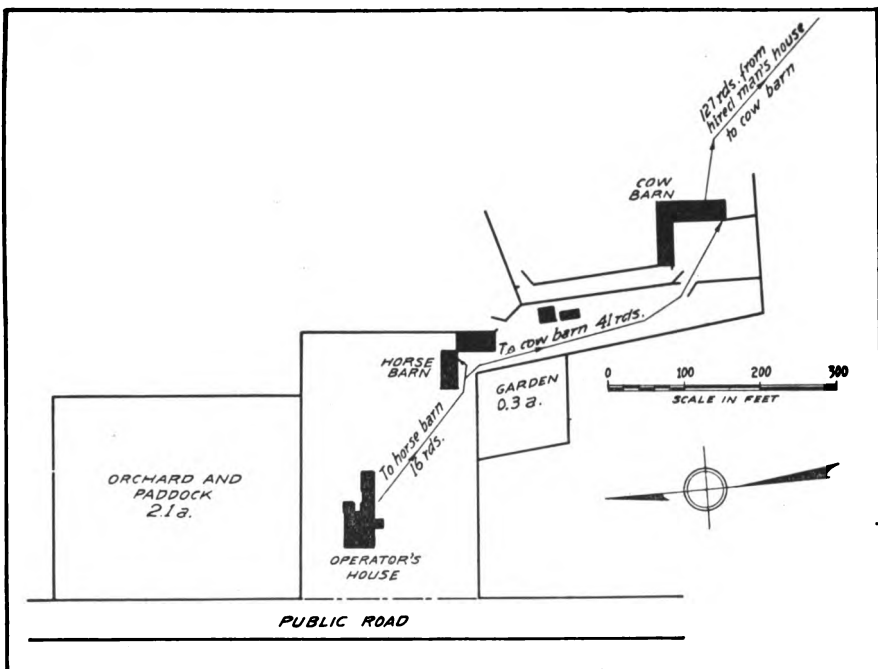 127 rds. from
hired man's house
to cow barn
COW
BARN
To cow barn 41 rds.
HORSE
BARN
GARDEN
0.3 a.
0 100 200 300
SCALE IN FEET
To horse barn
16 rds.
ORCHARD AND
PADDOCK
2.1 a.
OPERATOR'S
HOUSE
PUBLIC ROAD